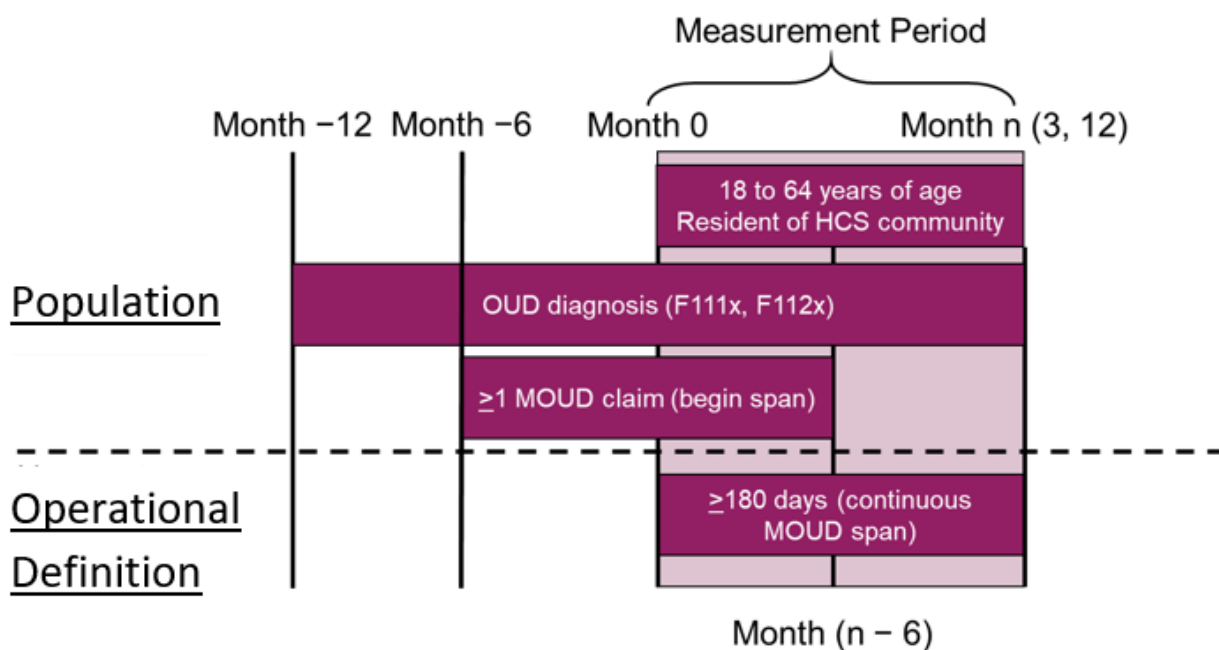 Measurement Period
Month −12 Month −6 Month 0 Month n (3, 12)
18 to 64 years of age
Resident of HCS community
Population
OUD diagnosis (F111x, F112x)
≥1 MOUD claim (begin span)
Operational
Definition
≥180 days (continuous
MOUD span)
Month (n − 6)